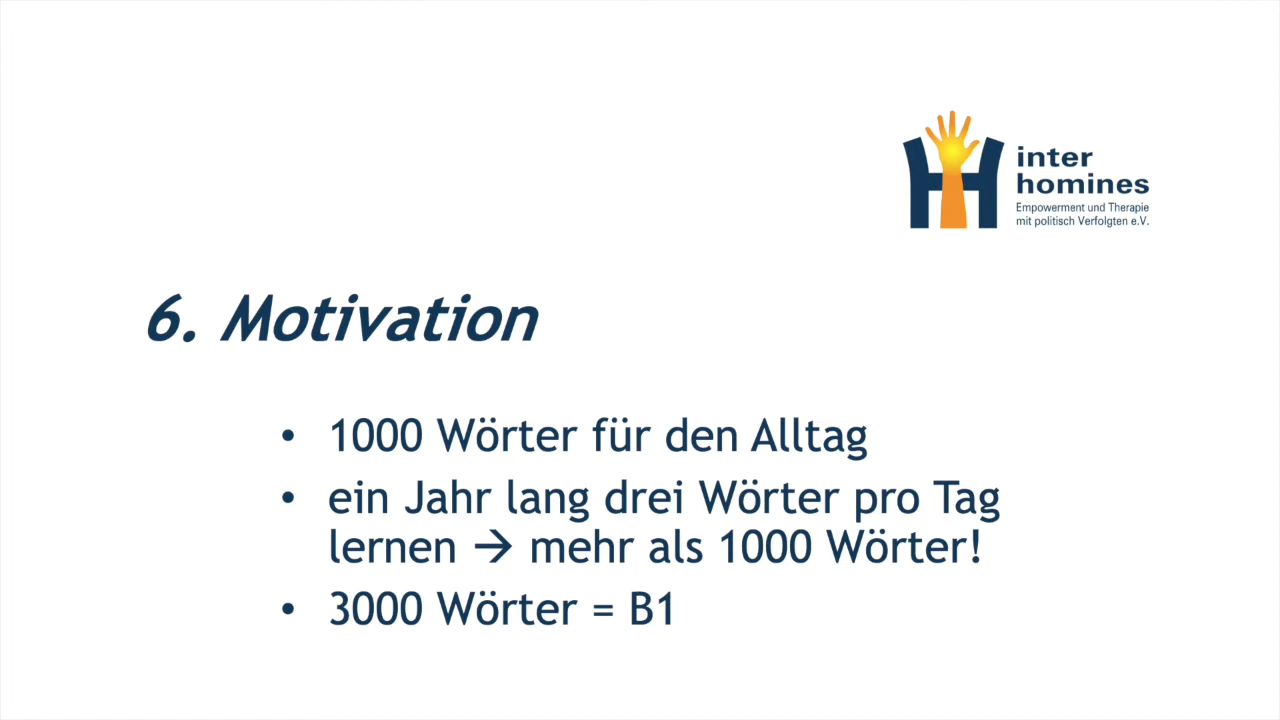 inter
homines
Empowerment und Therapie
mit politisch Verfolgten e.V.
6. Motivation
• 1000 Wörter für den Alltag
• ein Jahr lang drei Wörter pro Tag
lernen → mehr als 1000 Wörter!
• 3000 Wörter = B1